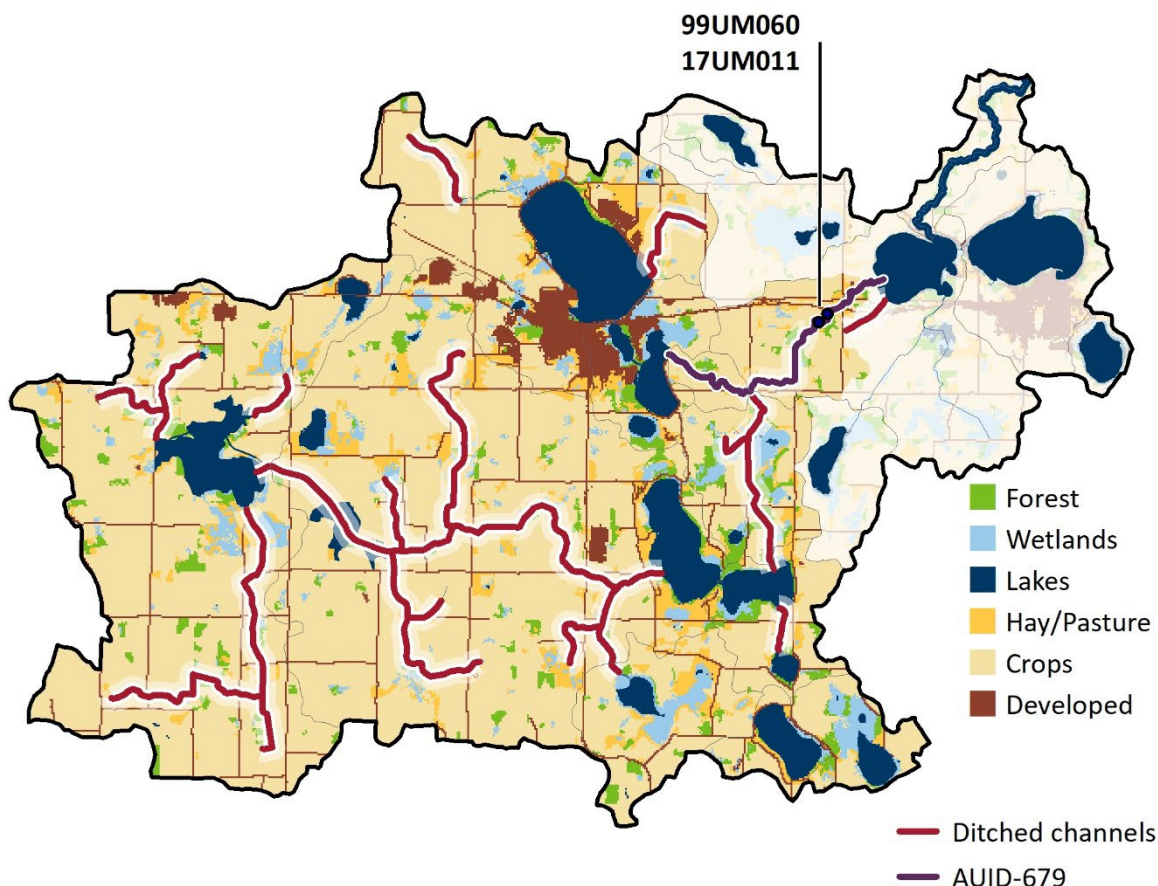 99UM060
17UM011
Forest
Wetlands
Lakes
Hay/Pasture
Crops
Developed
Ditched channels
AUID-679